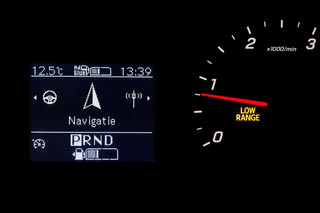 12.5°C 13:39
Navigatie
PRND
3
2
x1000/min
1
LOW
RANGE
0